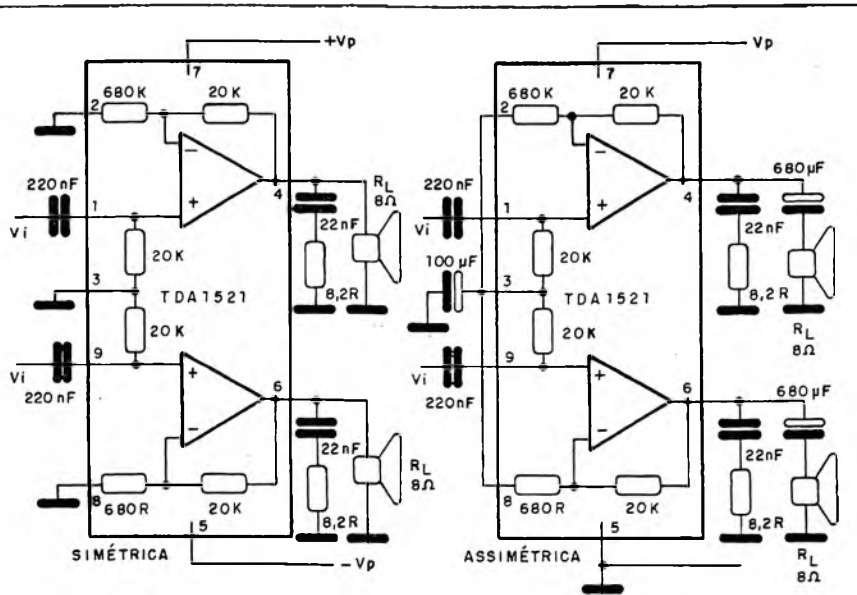 +Vp
7
680K
20K
2
−
+
4
220nF
1
Vi
20K
22nF
RL
8Ω
8,2R
3
TDA1521
20K
9
Vi
220nF
+
−
6
22nF
RL
8Ω
8,2R
680R
20K
8
5
SIMÉTRICA
−Vp
Vp
7
680K
20K
2
−
+
4
680µF
220nF
1
Vi
20K
22nF
100 µF
3
TDA1521
8,2R
RL
8Ω
20K
9
Vi
220nF
+
−
6
680µF
22nF
680R
20K
8
8,2R
5
RL
8Ω
ASSIMÉTRICA